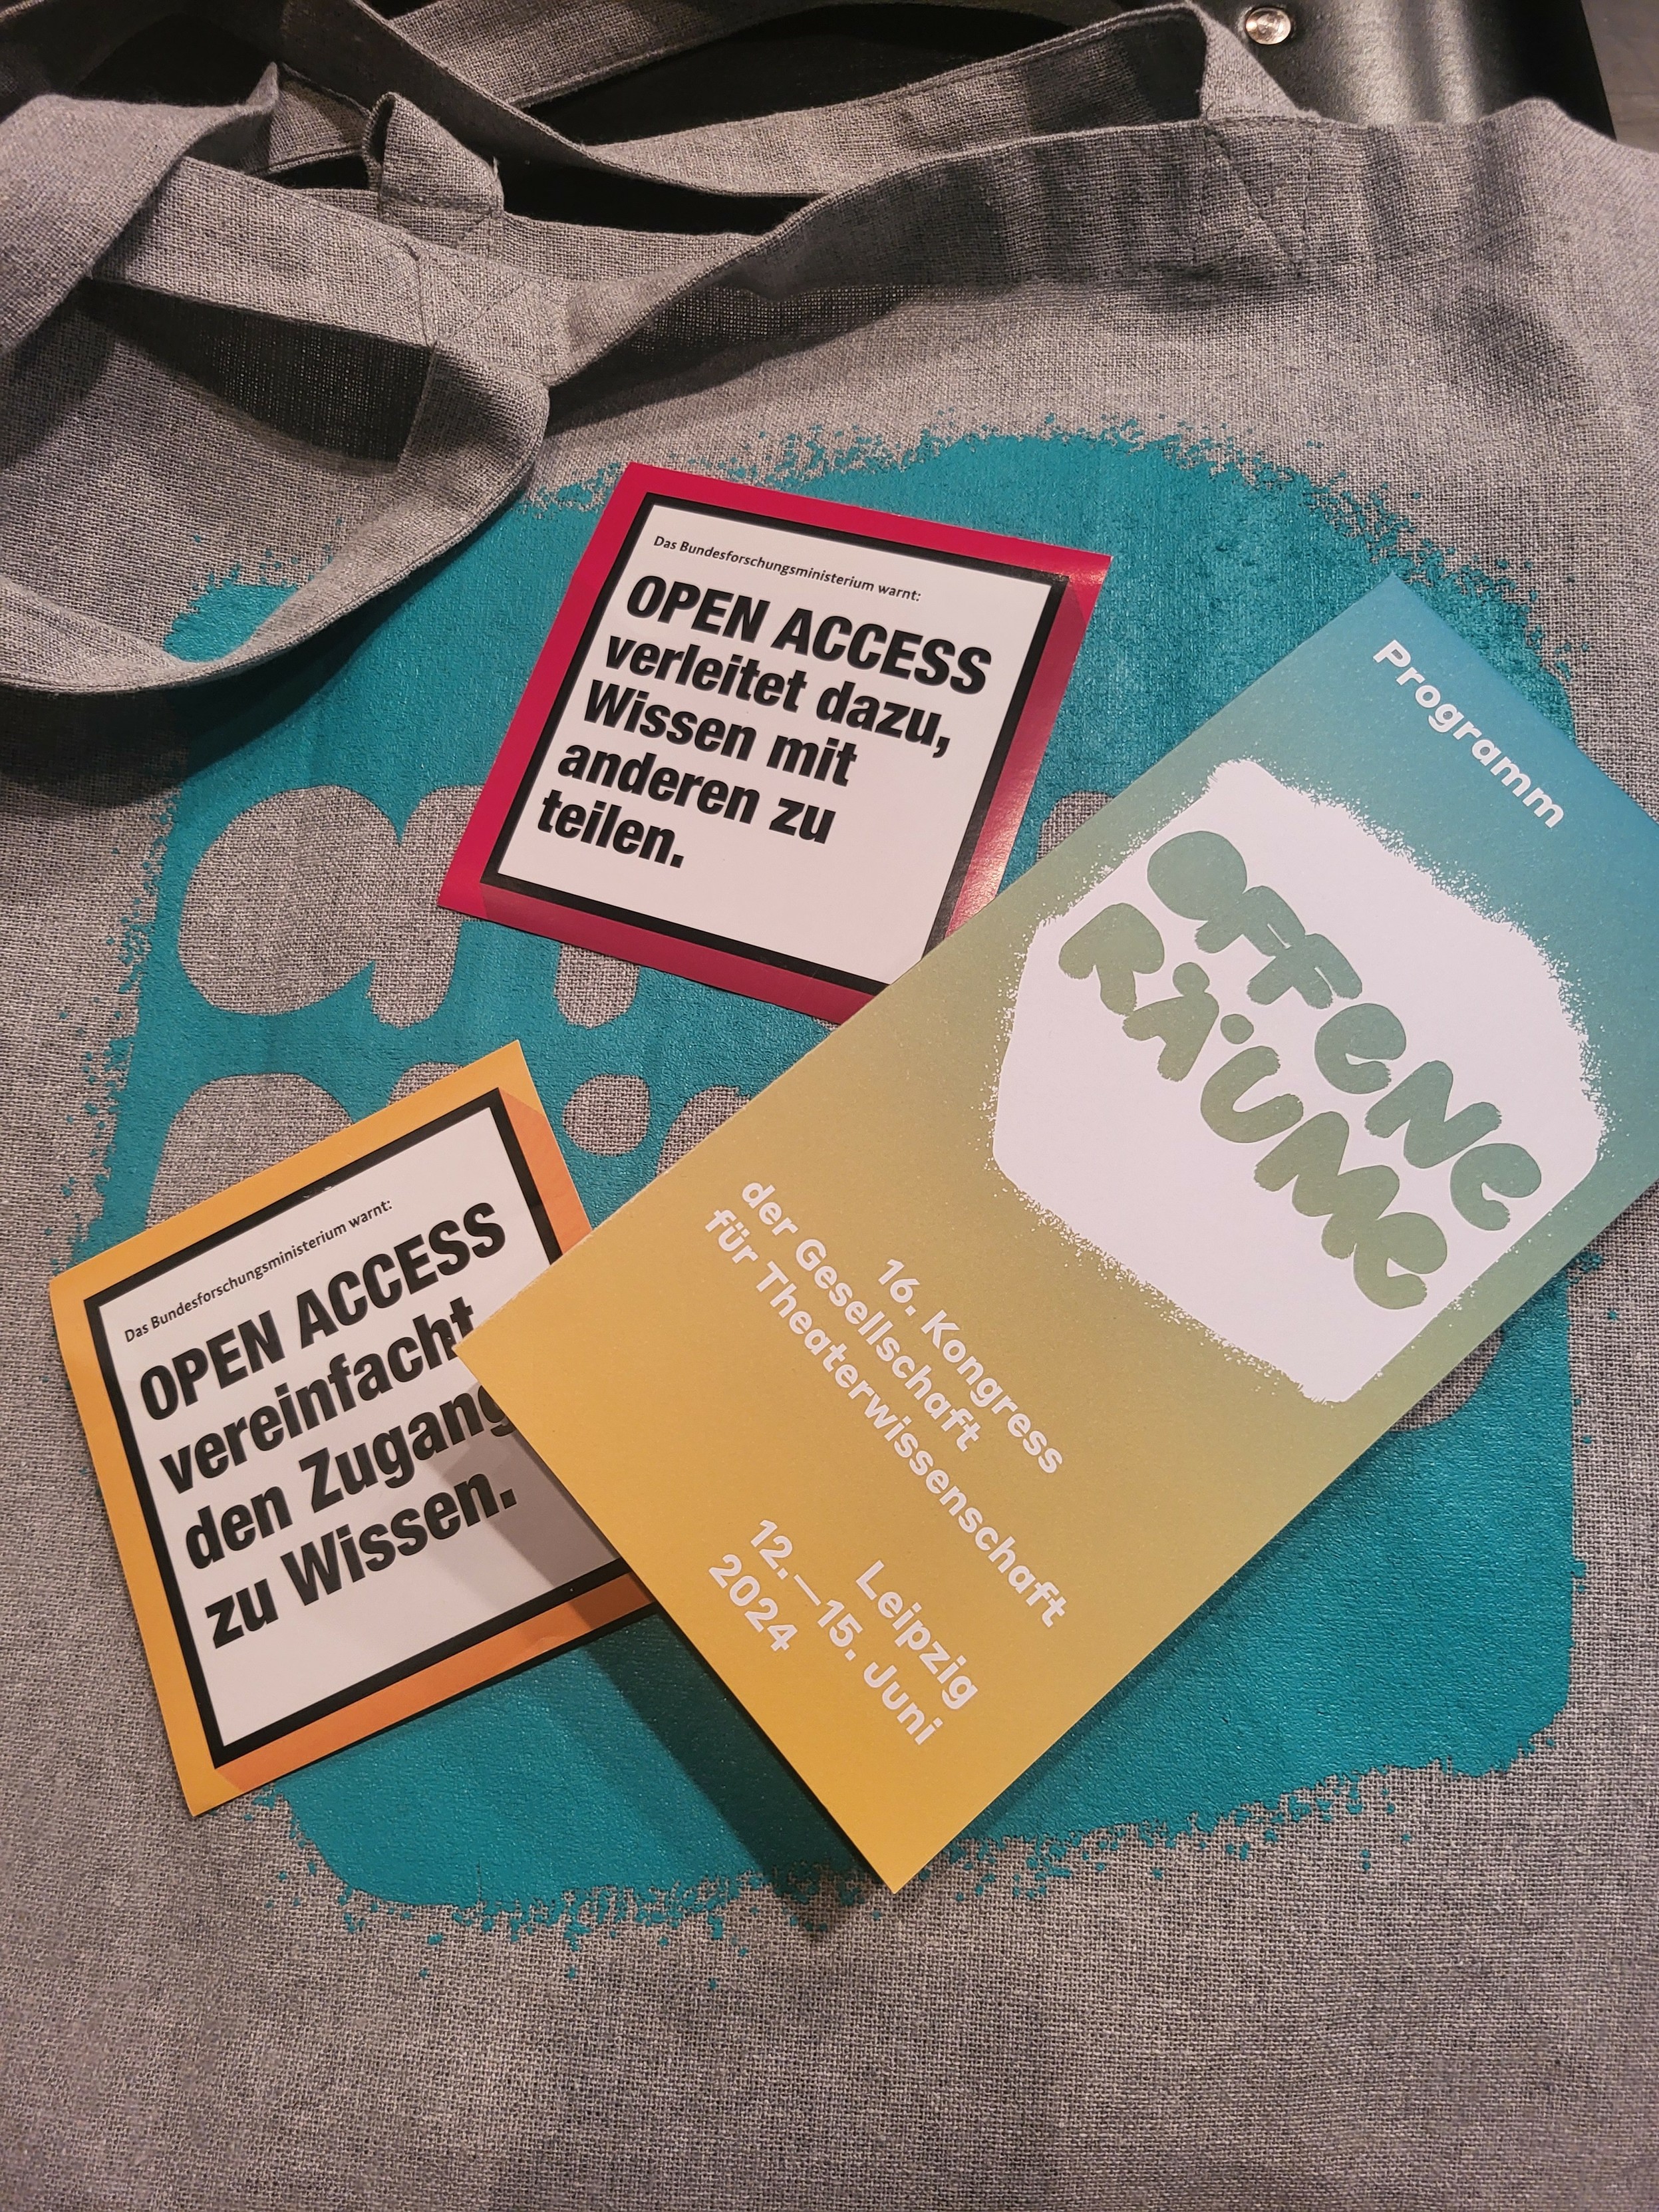 Das Bundesforschungsministerium warnt:
OPEN ACCESS
verleitet dazu,
Wissen mit
anderen zu
teilen.
Programm
OFFENE
RÄUME
16. Kongress
der Gesellschaft
für Theaterwissenschaft
Leipzig
12.—15. Juni
2024
Das Bundesforschungsministerium warnt:
OPEN ACCESS
vereinfacht
den Zugang
zu Wissen.